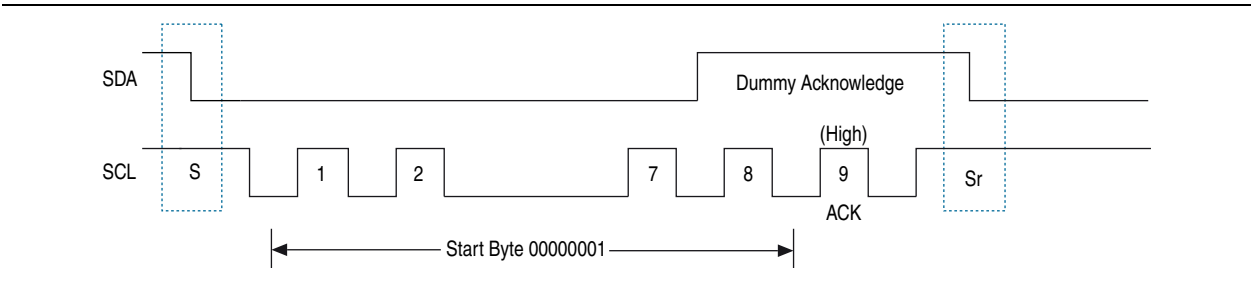 SDA
Dummy Acknowledge
(High)
SCL S 1 2 7 8 9 Sr
ACK
Start Byte 00000001